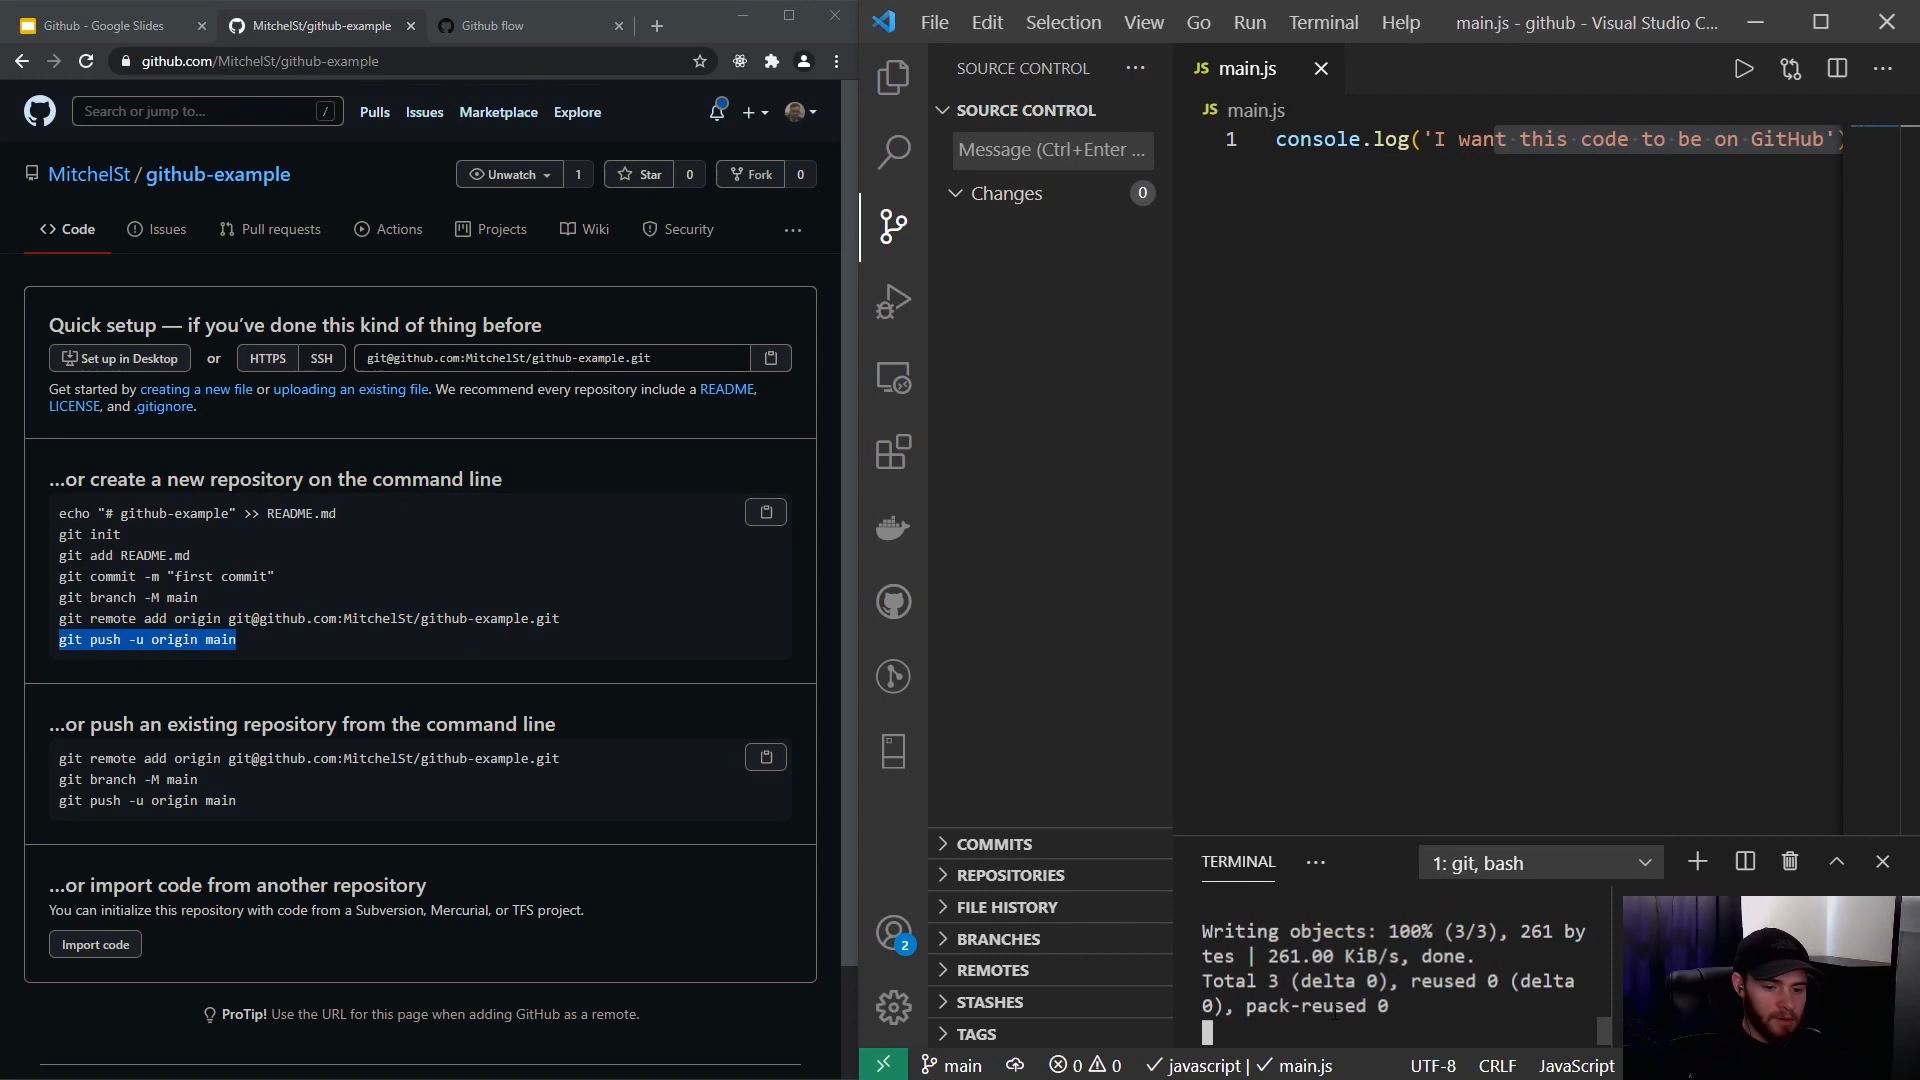 Github - Google Slides
MitchelSt/github-example
Github flow
github.com/MitchelSt/github-example
Search or jump to...
/
Pulls
Issues
Marketplace
Explore
MitchelSt / github-example
Unwatch
1
Star
0
Fork
0
<> Code
Issues
Pull requests
Actions
Projects
Wiki
Security
...
Quick setup — if you've done this kind of thing before
Set up in Desktop
or
HTTPS
SSH
git@github.com:MitchelSt/github-example.git
Get started by creating a new file or uploading an existing file. We recommend every repository include a README,
LICENSE, and .gitignore.
...or create a new repository on the command line
echo "# github-example" >> README.md
git init
git add README.md
git commit -m "first commit"
git branch -M main
git remote add origin git@github.com:MitchelSt/github-example.git
git push -u origin main
...or push an existing repository from the command line
git remote add origin git@github.com:MitchelSt/github-example.git
git branch -M main
git push -u origin main
...or import code from another repository
You can initialize this repository with code from a Subversion, Mercurial, or TFS project.
Import code
ProTip! Use the URL for this page when adding GitHub as a remote.
File
Edit
Selection
View
Go
Run
Terminal
Help
main.js - github - Visual Studio C...
SOURCE CONTROL
...
SOURCE CONTROL
Message (Ctrl+Enter ...
Changes
0
COMMITS
REPOSITORIES
FILE HISTORY
BRANCHES
REMOTES
STASHES
TAGS
2
JS main.js
JS main.js
1 console.log('I want this code to be on GitHub')
TERMINAL
...
1: git, bash
Writing objects: 100% (3/3), 261 by
tes | 261.00 KiB/s, done.
Total 3 (delta 0), reused 0 (delta
0), pack-reused 0
main
0
0
javascript | main.js
UTF-8
CRLF
JavaScript